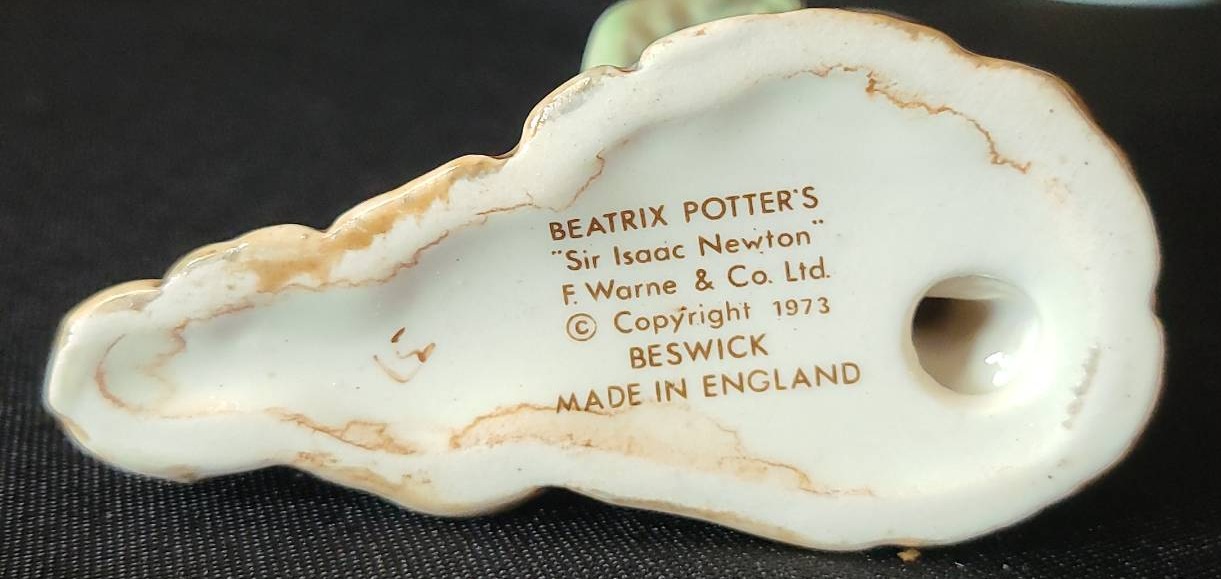 BEATRIX POTTER'S
"Sir Isaac Newton"
F. Warne & Co. Ltd.
© Copyright 1973
BESWICK
MADE IN ENGLAND